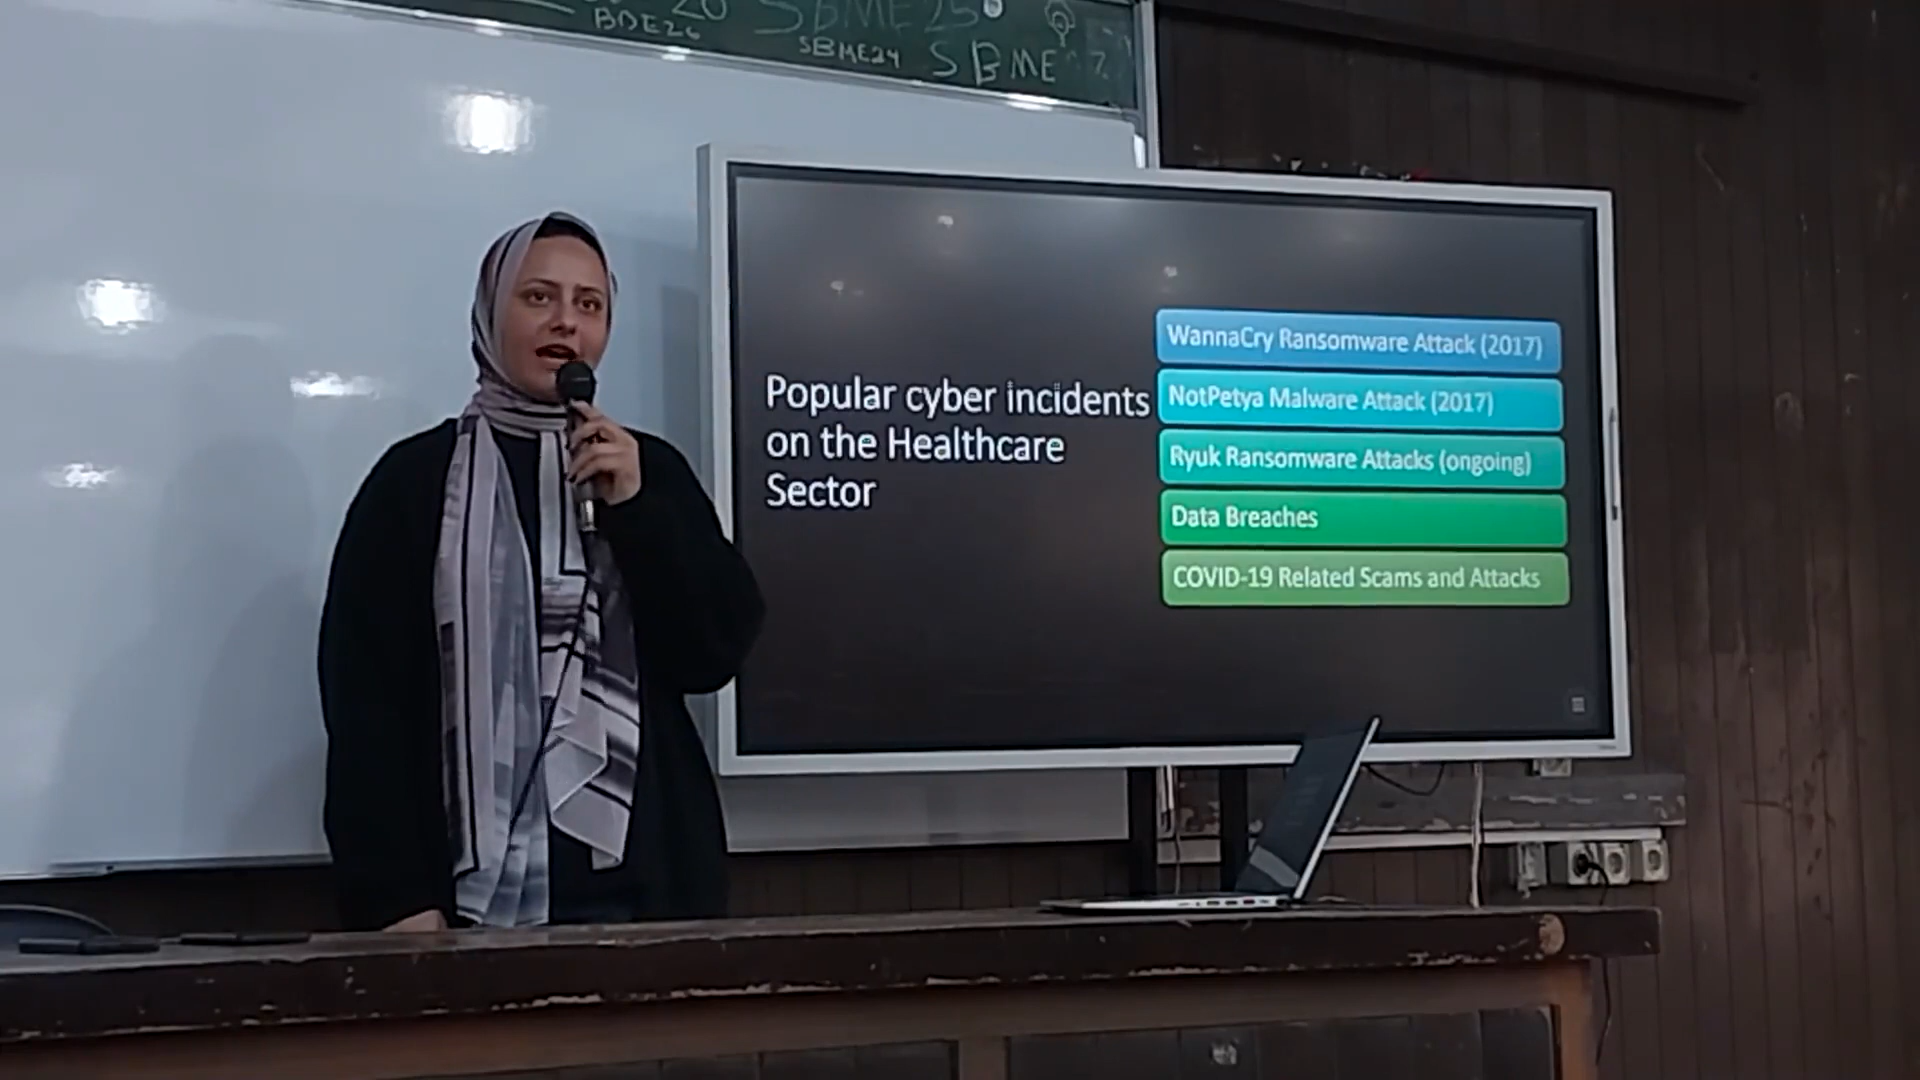 20 SBME25
BDE26
SBME24 SBME
Popular cyber incidents
on the Healthcare
Sector
WannaCry Ransomware Attack (2017)
NotPetya Malware Attack (2017)
Ryuk Ransomware Attacks (ongoing)
Data Breaches
COVID-19 Related Scams and Attacks